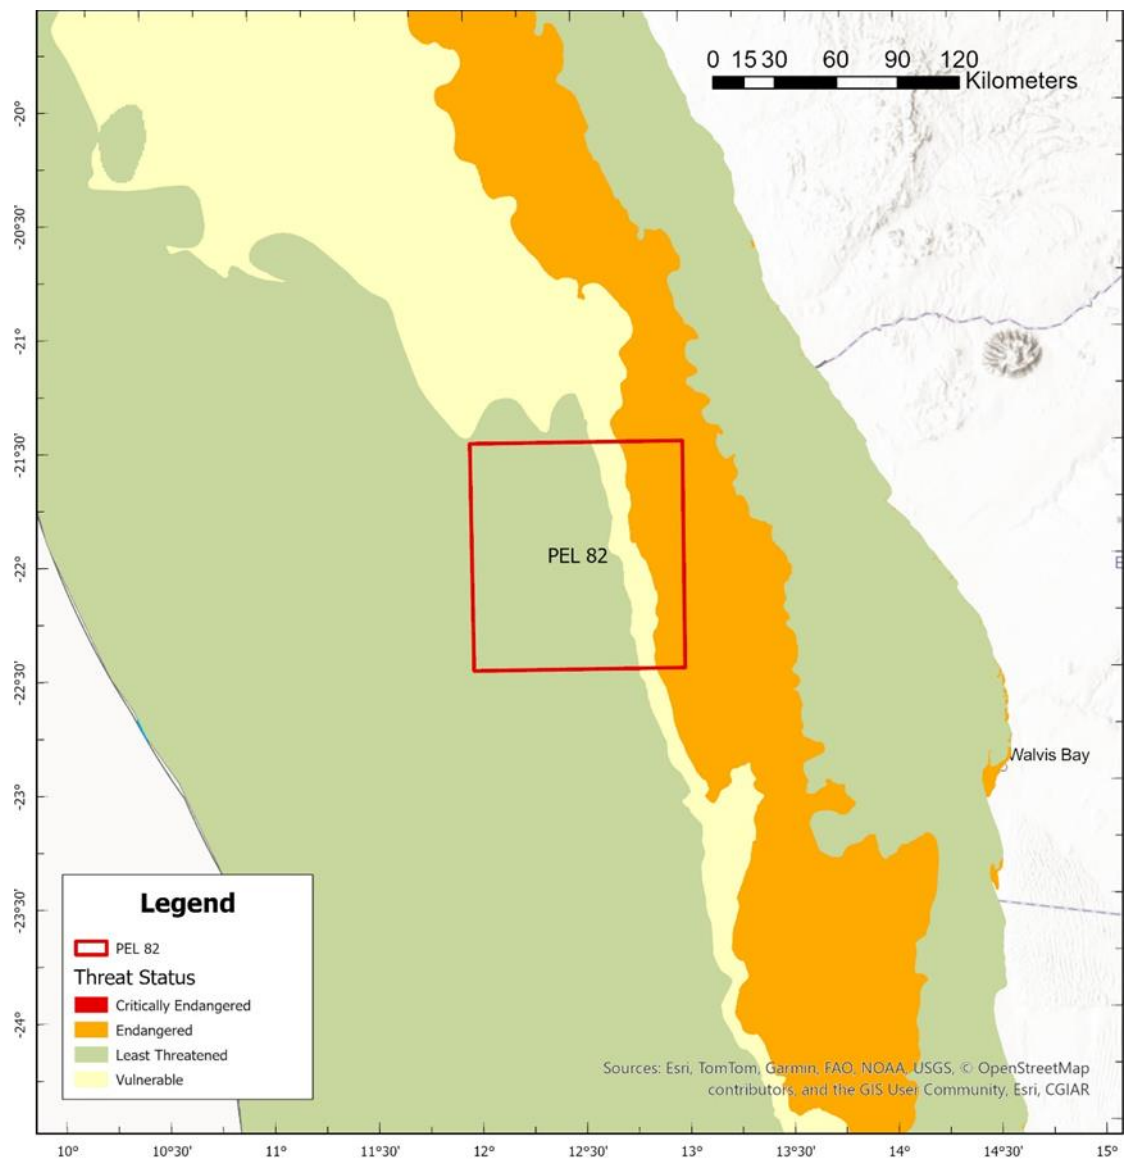 0 15 30 60 90 120
Kilometers
-20°
-20°30'
-21°
-21°30'
-22°
-22°30'
-23°
-23°30'
-24°
PEL 82
E
Walvis Bay
Legend
PEL 82
Threat Status
Critically Endangered
Endangered
Least Threatened
Vulnerable
Sources: Esri, TomTom, Garmin, FAO, NOAA, USGS, © OpenStreetMap
contributors, and the GIS User Community, Esri, CGIAR
10° 10°30' 11° 11°30' 12° 12°30' 13° 13°30' 14° 14°30' 15°